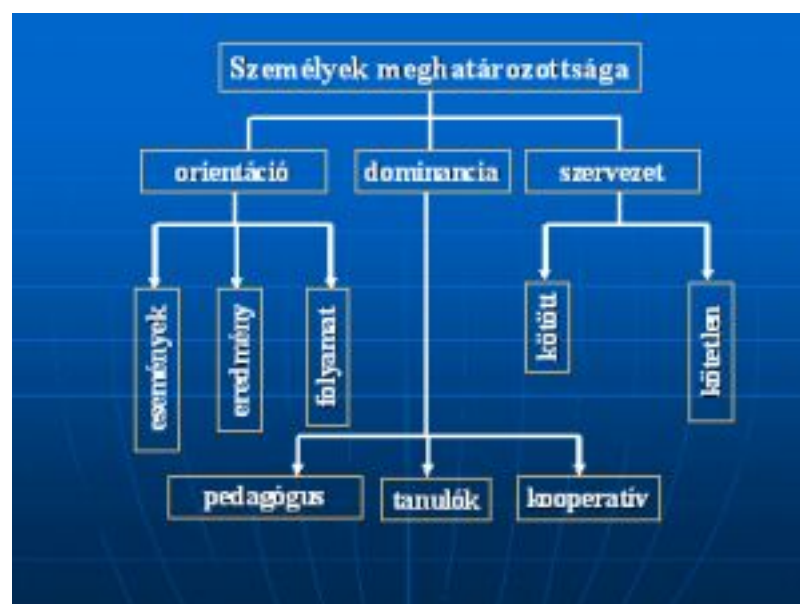 Személyek meghatározottsága
orientáció
dominancia
szervezet
események
eredmény
folyamat
kötött
kötetlen
pedagógus
tanulók
kooperatív